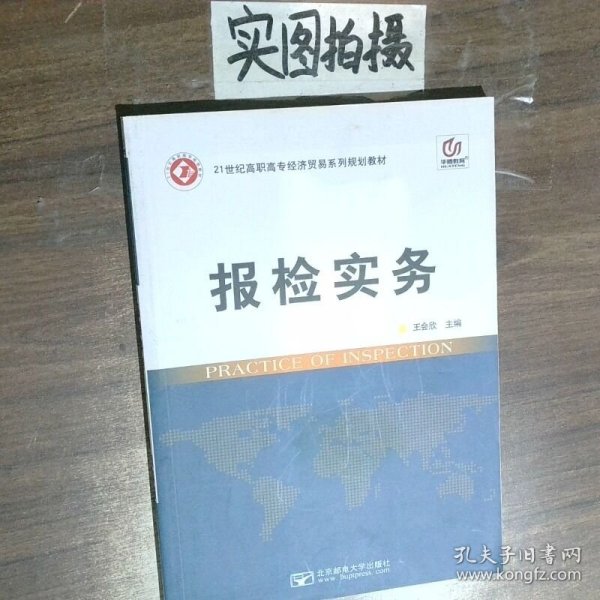 实图拍摄
21世纪高职高专经济贸易系列规划教材
华腾教育
报检实务
王会欣 主编
PRACTICE OF INSPECTION
北京邮电大学出版社
www.buptpress.com
孔夫子旧书网
www.kongfz.com